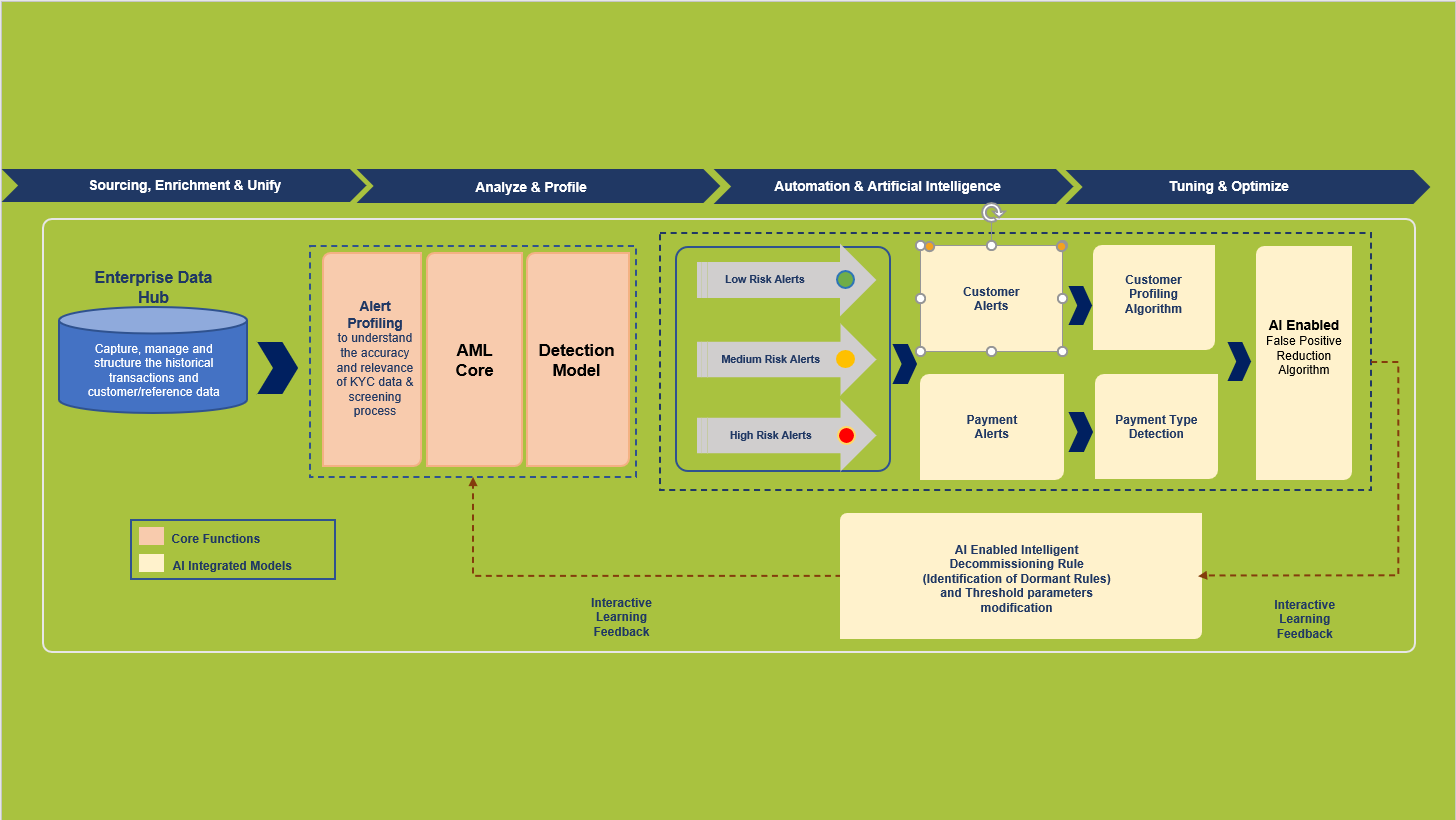 Sourcing, Enrichment & Unify
Analyze & Profile
Automation & Artificial Intelligence
Tuning & Optimize
Enterprise Data
Hub
Capture, manage and
structure the historical
transactions and
customer/reference data
Alert
Profiling
to understand
the accuracy
and relevance
of KYC data &
screening
process
AML
Core
Detection
Model
Low Risk Alerts
Medium Risk Alerts
High Risk Alerts
Customer
Alerts
Customer
Profiling
Algorithm
Payment
Alerts
Payment Type
Detection
AI Enabled
False Positive
Reduction
Algorithm
Core Functions
AI Integrated Models
AI Enabled Intelligent
Decommissioning Rule
(Identification of Dormant Rules)
and Threshold parameters
modification
Interactive
Learning
Feedback
Interactive
Learning
Feedback